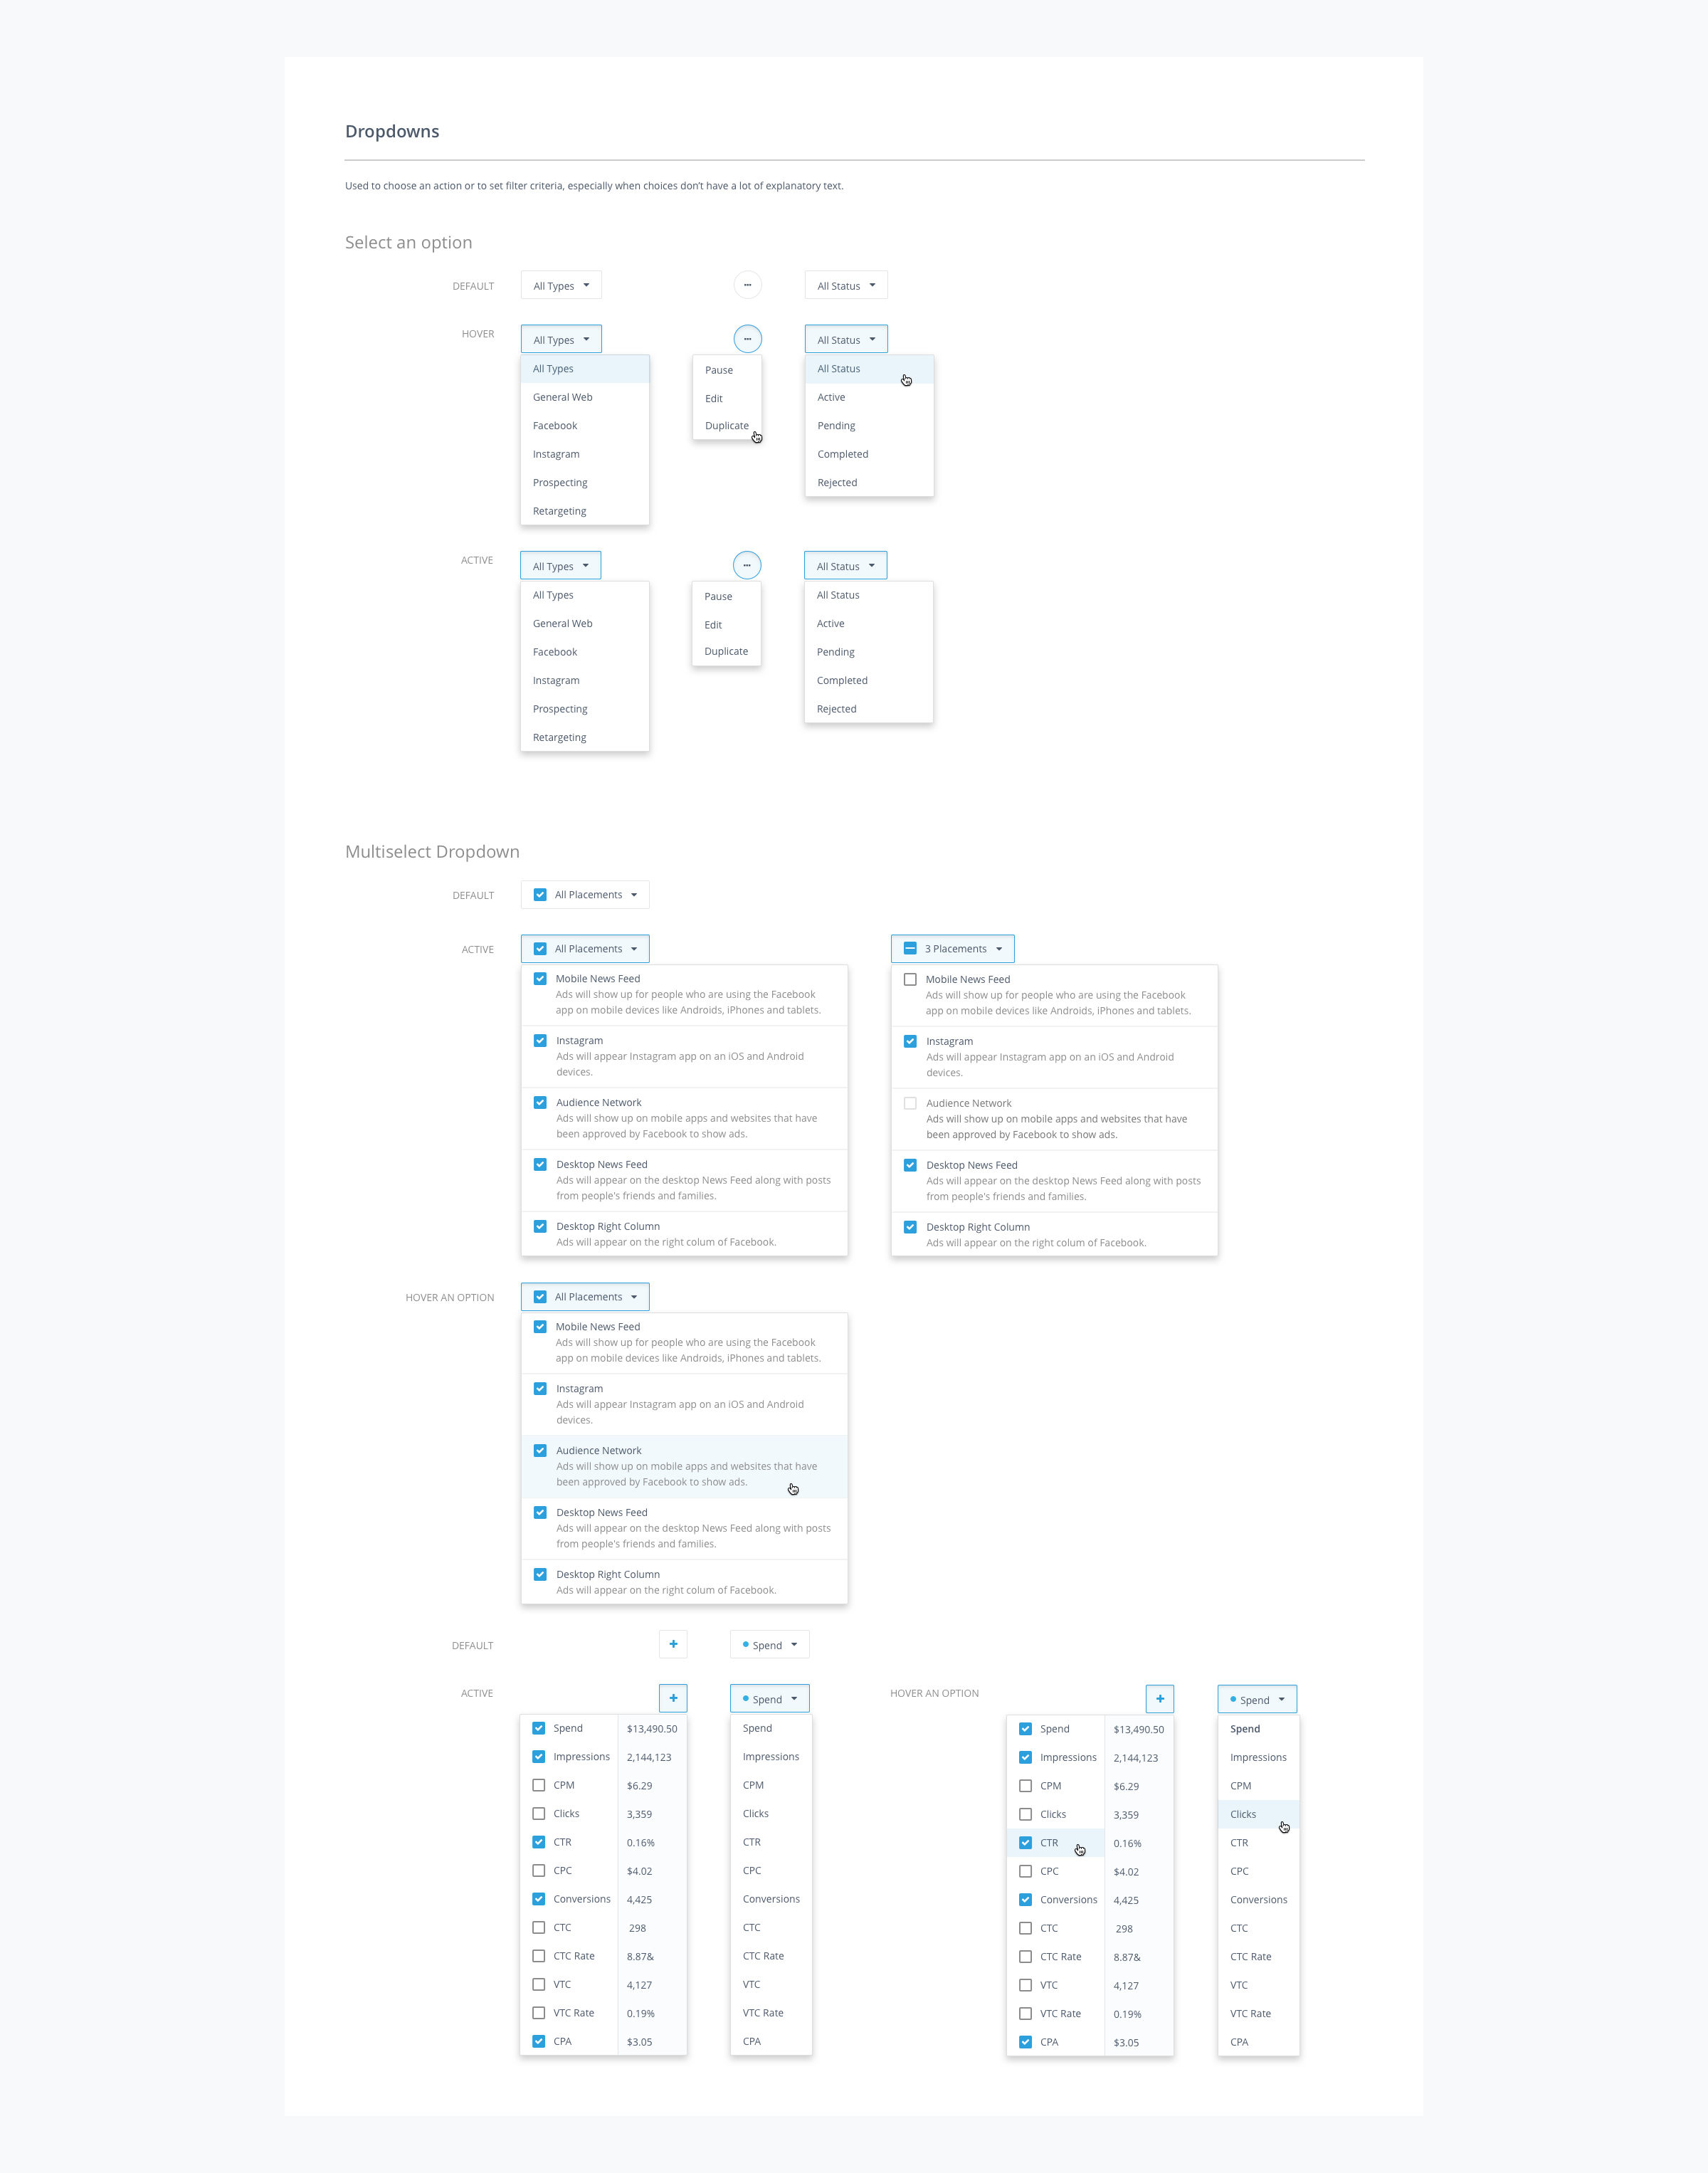 Dropdowns
Used to choose an action or to set filter criteria, especially when choices don't have a lot of explanatory text.
Select an option
DEFAULT
All Types
All Status
HOVER
All Types
All Types
General Web
Facebook
Instagram
Prospecting
Retargeting
Pause
Edit
Duplicate
All Status
All Status
Active
Pending
Completed
Rejected
ACTIVE
All Types
All Types
General Web
Facebook
Instagram
Prospecting
Retargeting
Pause
Edit
Duplicate
All Status
All Status
Active
Pending
Completed
Rejected
Multiselect Dropdown
DEFAULT
All Placements
ACTIVE
All Placements
Mobile News Feed
Ads will show up for people who are using the Facebook
app on mobile devices like Androids, iPhones and tablets.
Instagram
Ads will appear Instagram app on an iOS and Android
devices.
Audience Network
Ads will show up on mobile apps and websites that have
been approved by Facebook to show ads.
Desktop News Feed
Ads will appear on the desktop News Feed along with posts
from people's friends and families.
Desktop Right Column
Ads will appear on the right colum of Facebook.
3 Placements
Mobile News Feed
Ads will show up for people who are using the Facebook
app on mobile devices like Androids, iPhones and tablets.
Instagram
Ads will appear Instagram app on an iOS and Android
devices.
Audience Network
Ads will show up on mobile apps and websites that have
been approved by Facebook to show ads.
Desktop News Feed
Ads will appear on the desktop News Feed along with posts
from people's friends and families.
Desktop Right Column
Ads will appear on the right colum of Facebook.
HOVER AN OPTION
All Placements
Mobile News Feed
Ads will show up for people who are using the Facebook
app on mobile devices like Androids, iPhones and tablets.
Instagram
Ads will appear Instagram app on an iOS and Android
devices.
Audience Network
Ads will show up on mobile apps and websites that have
been approved by Facebook to show ads.
Desktop News Feed
Ads will appear on the desktop News Feed along with posts
from people's friends and families.
Desktop Right Column
Ads will appear on the right colum of Facebook.
DEFAULT
Spend
ACTIVE
Spend $13,490.50
Impressions 2,144,123
CPM $6.29
Clicks 3,359
CTR 0.16%
CPC $4.02
Conversions 4,425
CTC 298
CTC Rate 8.87&
VTC 4,127
VTC Rate 0.19%
CPA $3.05
Spend
Spend
Impressions
CPM
Clicks
CTR
CPC
Conversions
CTC
CTC Rate
VTC
VTC Rate
CPA
HOVER AN OPTION
Spend $13,490.50
Impressions 2,144,123
CPM $6.29
Clicks 3,359
CTR 0.16%
CPC $4.02
Conversions 4,425
CTC 298
CTC Rate 8.87&
VTC 4,127
VTC Rate 0.19%
CPA $3.05
Spend
Spend
Impressions
CPM
Clicks
CTR
CPC
Conversions
CTC
CTC Rate
VTC
VTC Rate
CPA